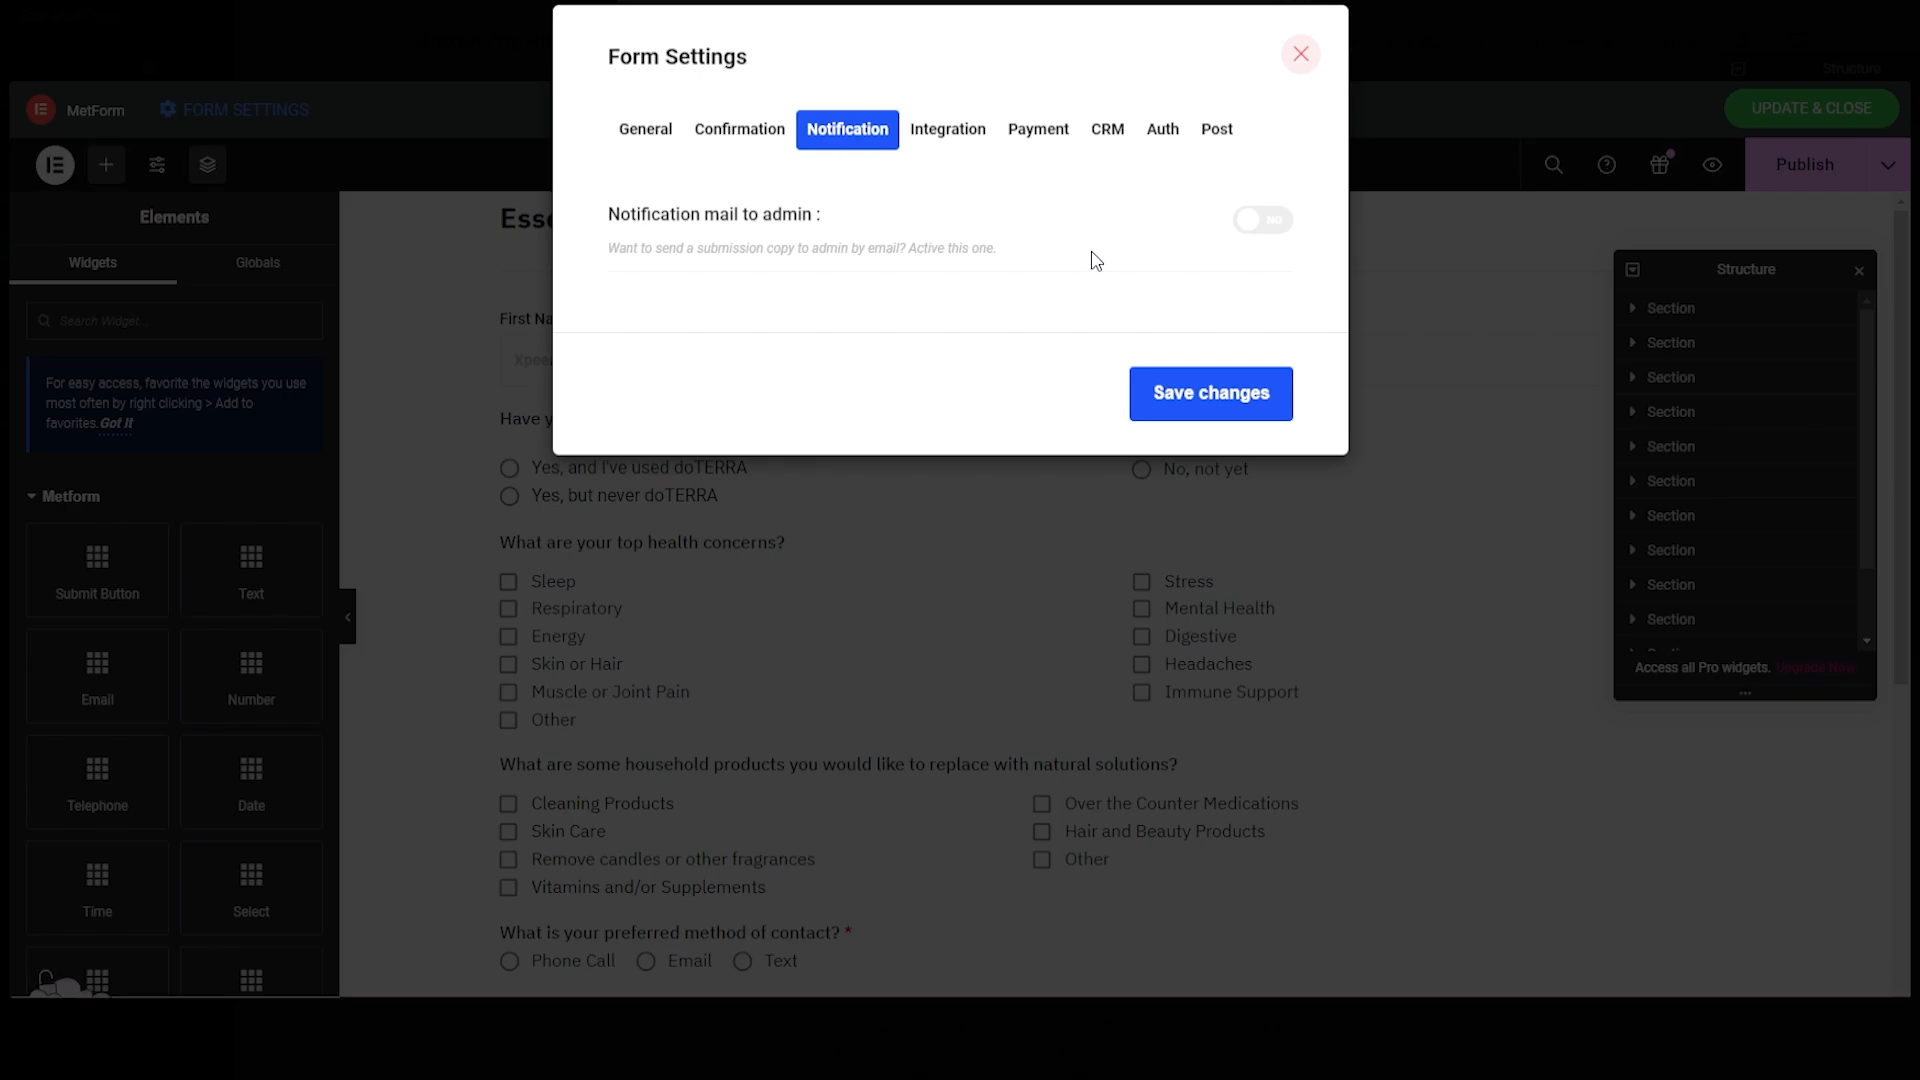 Form Settings
Structure
MetForm
FORM SETTINGS
UPDATE & CLOSE
General
Confirmation
Notification
Integration
Payment
CRM
Auth
Post
Publish
Elements
Widgets
Globals
Search Widget...
For easy access, favorite the widgets you use
most often by right clicking > Add to
favorites. Got It
Metform
Submit Button
Text
Email
Number
Telephone
Date
Time
Select
Notification mail to admin :
NO
Want to send a submission copy to admin by email? Active this one.
Save changes
Esse
First Na
Have y
Yes, and I've used doTERRA
No, not yet
Yes, but never doTERRA
What are your top health concerns?
Sleep
Stress
Respiratory
Mental Health
Energy
Digestive
Skin or Hair
Headaches
Muscle or Joint Pain
Immune Support
Other
What are some household products you would like to replace with natural solutions?
Cleaning Products
Over the Counter Medications
Skin Care
Hair and Beauty Products
Remove candles or other fragrances
Other
Vitamins and/or Supplements
What is your preferred method of contact? *
Phone Call
Email
Text
Structure
Section
Section
Section
Section
Section
Section
Section
Section
Section
Section
Access all Pro widgets. Upgrade Now